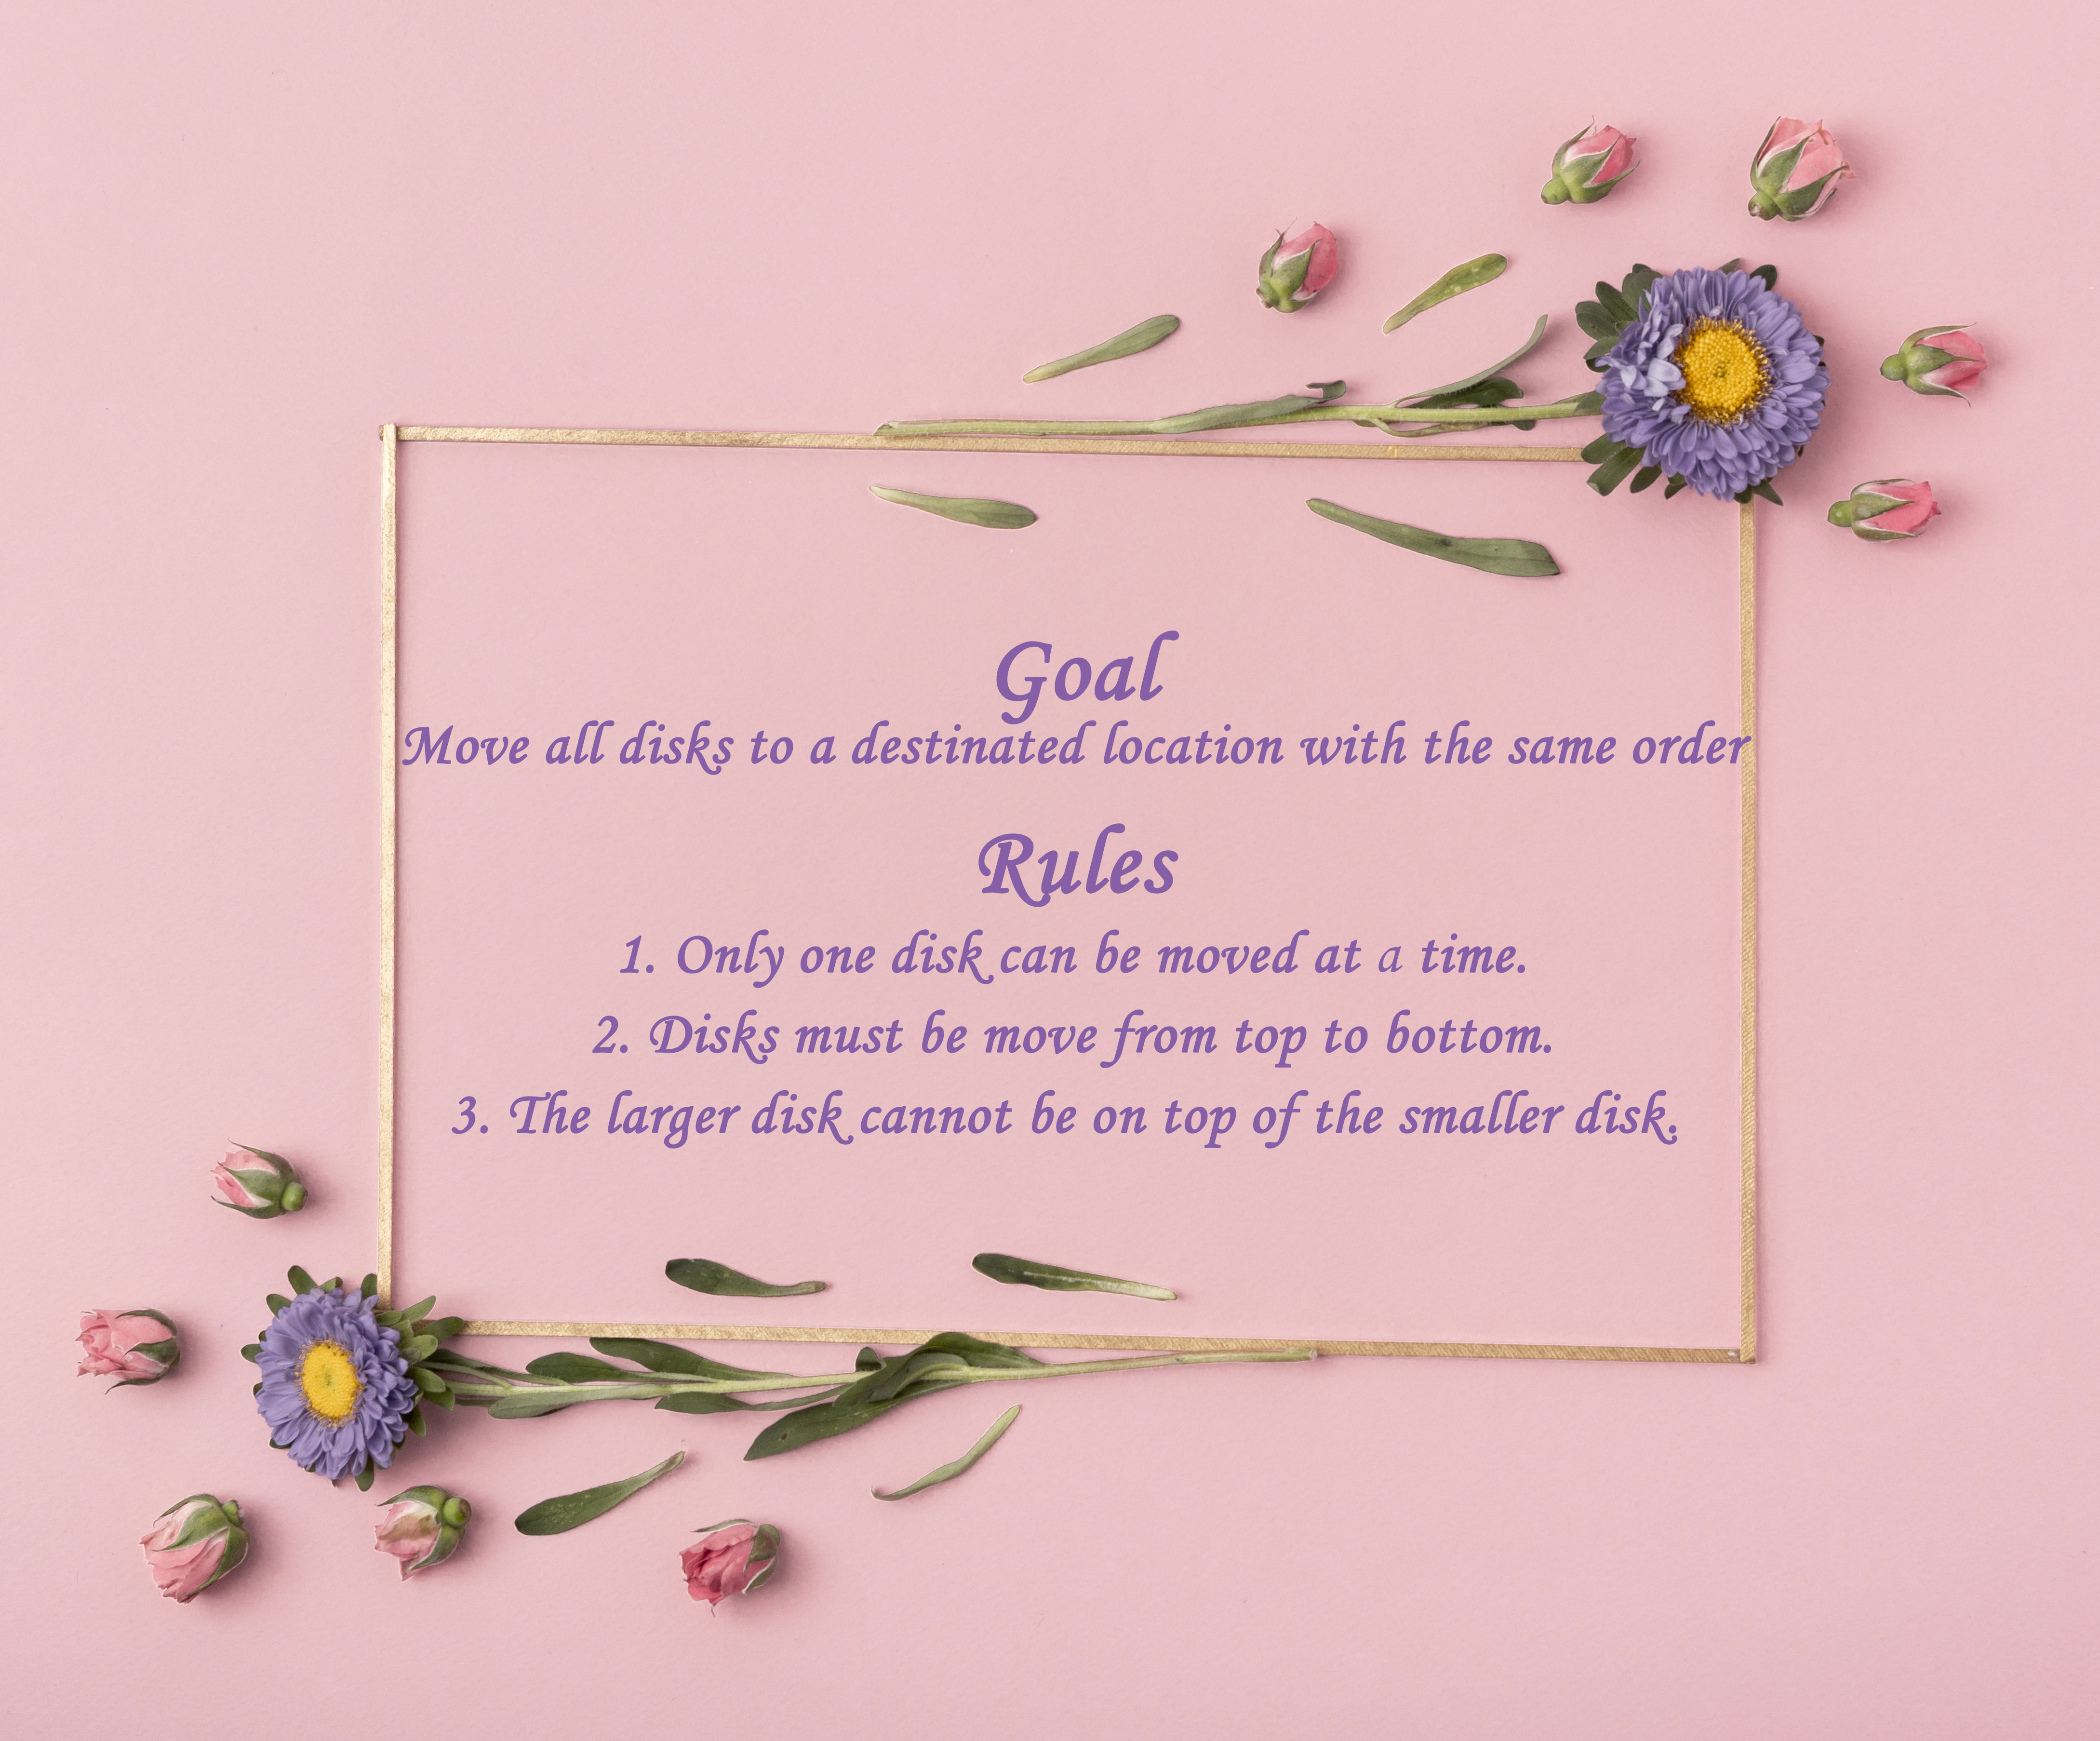 Goal
Move all disks to a destinated location with the same order
Rules
1. Only one disk can be moved at a time.
2. Disks must be move from top to bottom.
3. The larger disk cannot be on top of the smaller disk.